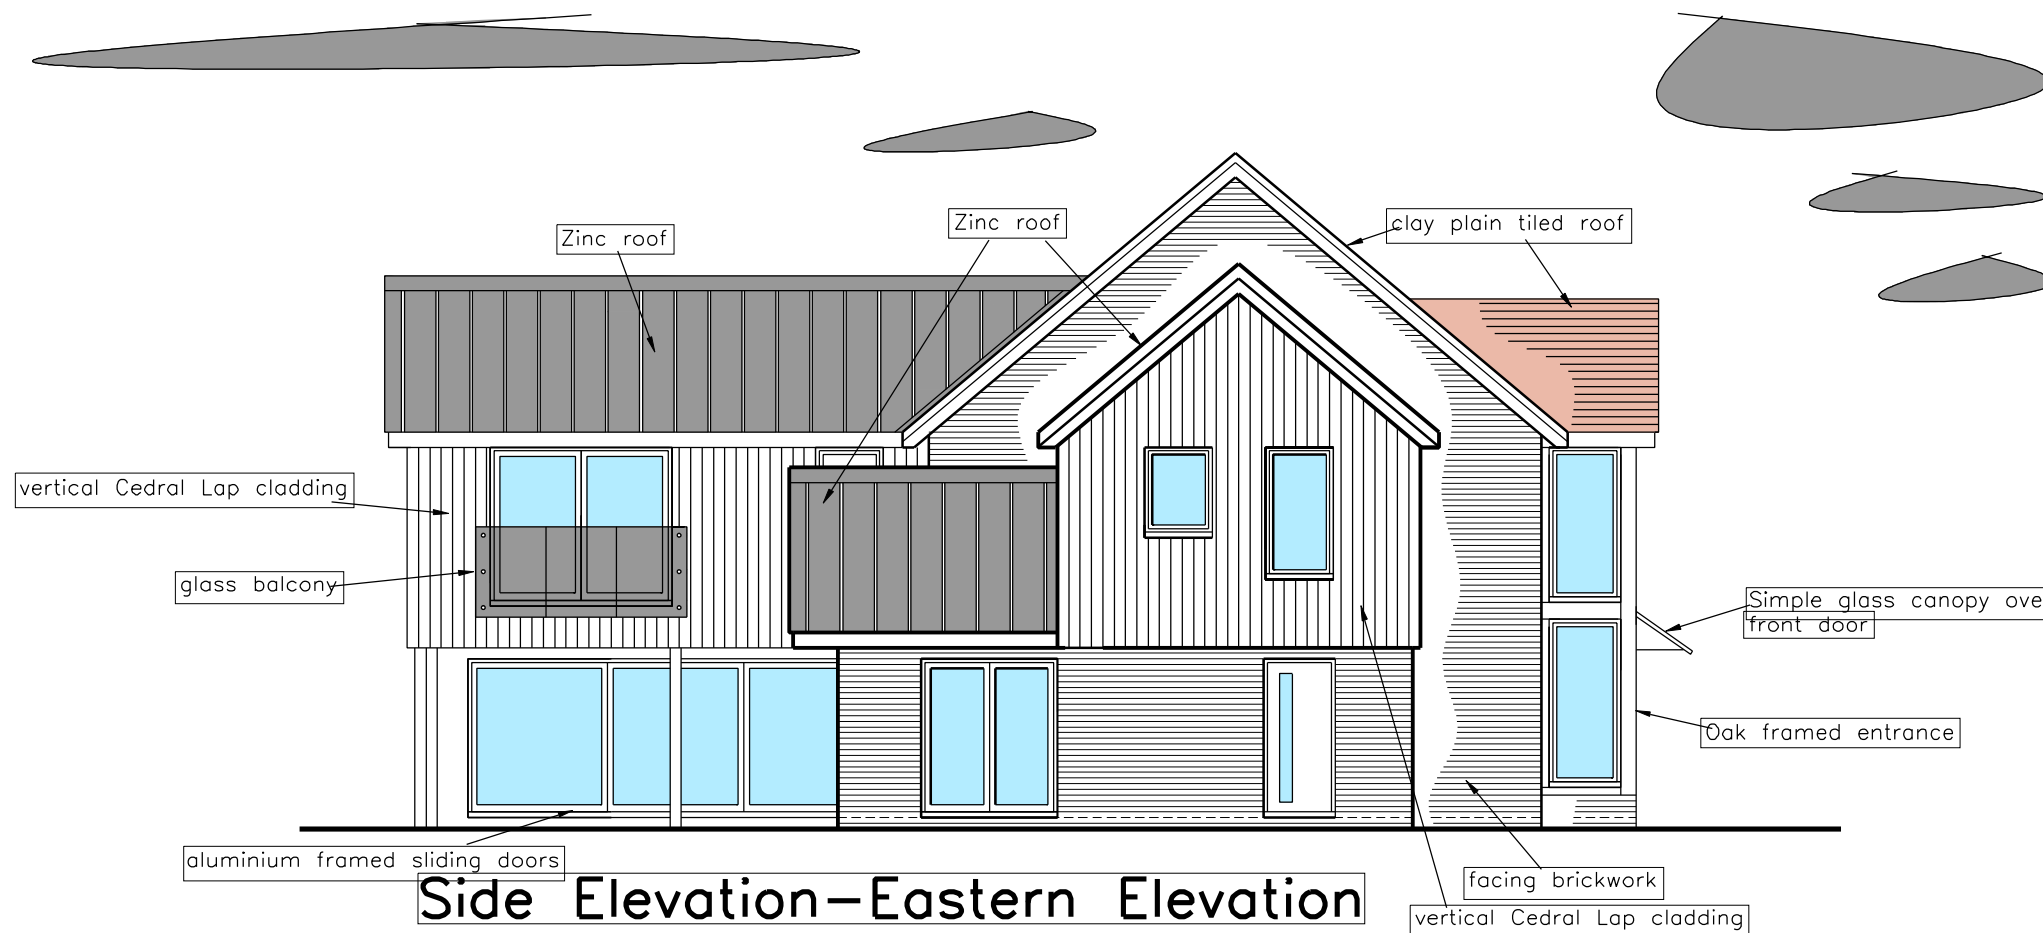 Zinc roof
Zinc roof
clay plain tiled roof
vertical Cedral Lap cladding
glass balcony
Simple glass canopy ove
front door
Oak framed entrance
aluminium framed sliding doors
facing brickwork
Side Elevation-Eastern Elevation
vertical Cedral Lap cladding